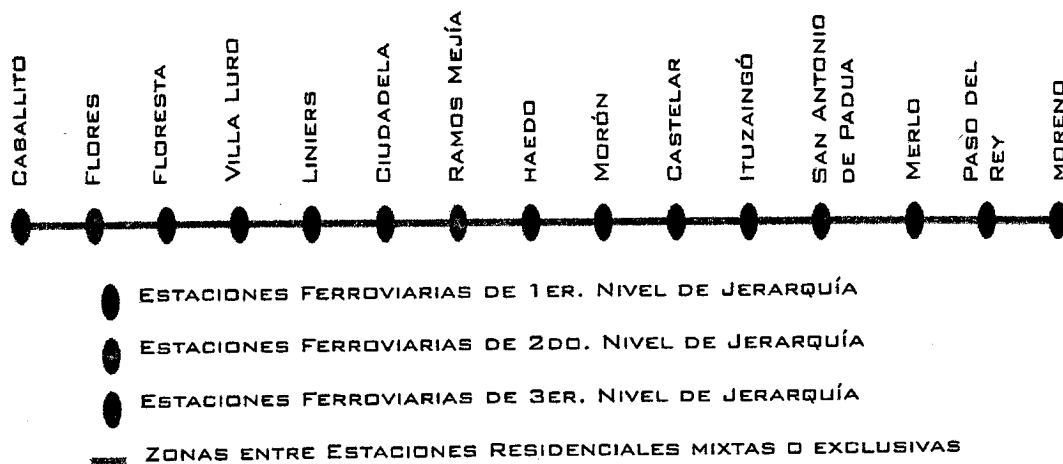 CABALLITO
FLORES
FLORESTA
VILLA LURO
LINIERS
CIUDADELA
RAMOS MEJÍA
HAEDO
MORÓN
CASTELAR
ITUZAINGÓ
SAN ANTONIO
DE PADUA
MERLO
PASO DEL
REY
MORENO
ESTACIONES FERROVIARIAS DE 1ER. NIVEL DE JERARQUÍA
ESTACIONES FERROVIARIAS DE 2DO. NIVEL DE JERARQUÍA
ESTACIONES FERROVIARIAS DE 3ER. NIVEL DE JERARQUÍA
ZONAS ENTRE ESTACIONES RESIDENCIALES MIXTAS O EXCLUSIVAS